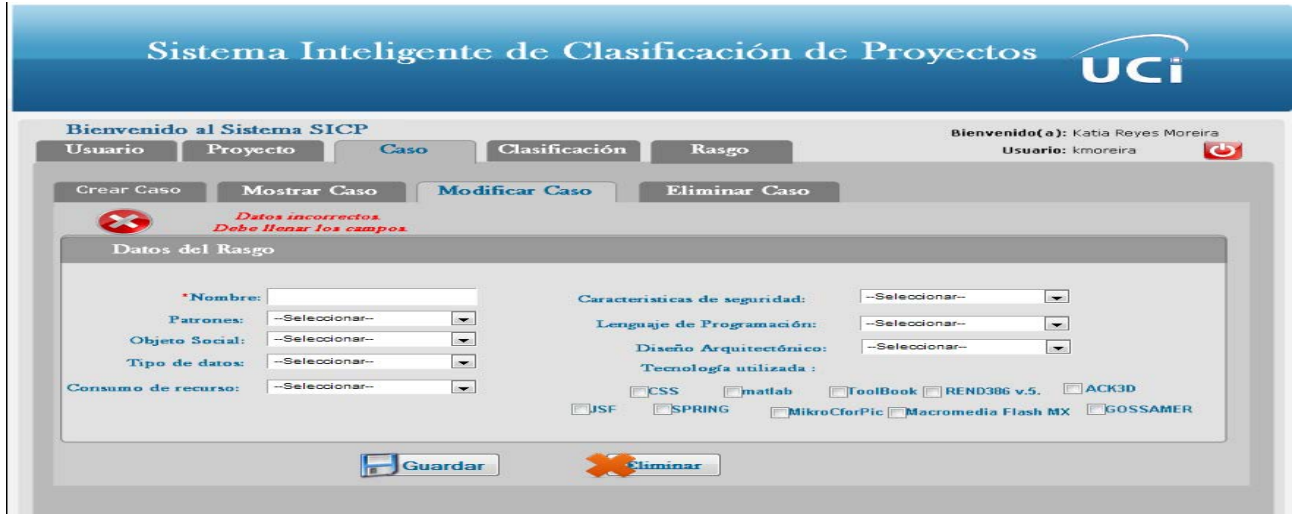 Sistema Inteligente de Clasificación de Proyectos
UCi
Bienvenido al Sistema SICP
Bienvenido(a): Katia Reyes Moreira
Usuario Proyecto Caso Clasificación Rasgo
Usuario: kmoreira
Crear Caso Mostrar Caso Modificar Caso Eliminar Caso
Datos incorrectos
Debe llenar los campos
Datos del Rasgo
*Nombre:
Caracteristicas de seguridad: --Seleccionar--
Patrones: --Seleccionar--
Lenguaje de Programación: --Seleccionar--
Objeto Social: --Seleccionar--
Diseño Arquitectónico: --Seleccionar--
Tipo de datos: --Seleccionar--
Tecnología utilizada :
Consumo de recurso: --Seleccionar--
CSS matlab ToolBook REND386 v.5. ACK3D
JSF SPRING MikroCforPic Macromedia Flash MX GOSSAMER
Guardar Eliminar